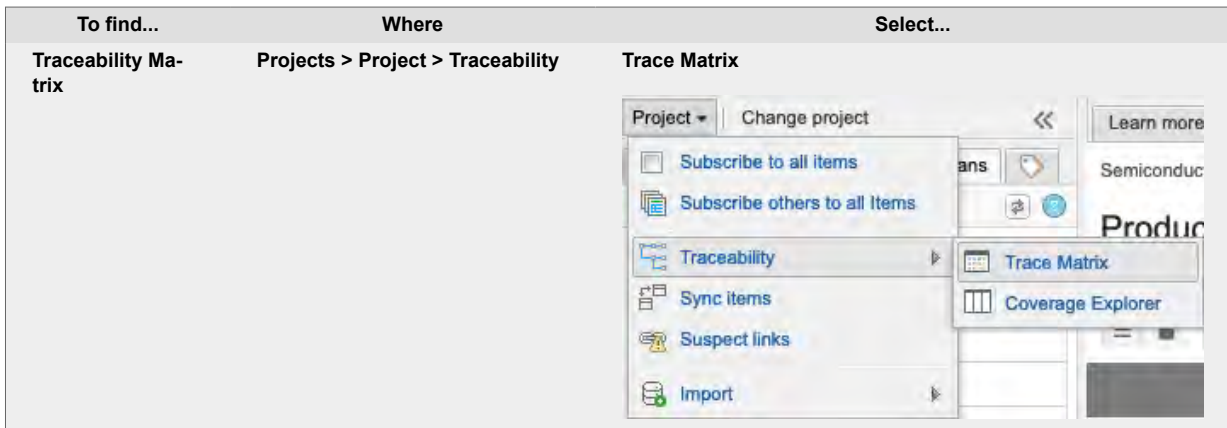 To find... Where Select...
Traceability Ma-
trix
Projects > Project > Traceability
Trace Matrix
Project Change project
Learn more
Subscribe to all items
ans
Semiconduc
Subscribe others to all Items
Produc
Traceability
Trace Matrix
Sync items
Coverage Explorer
Suspect links
Import